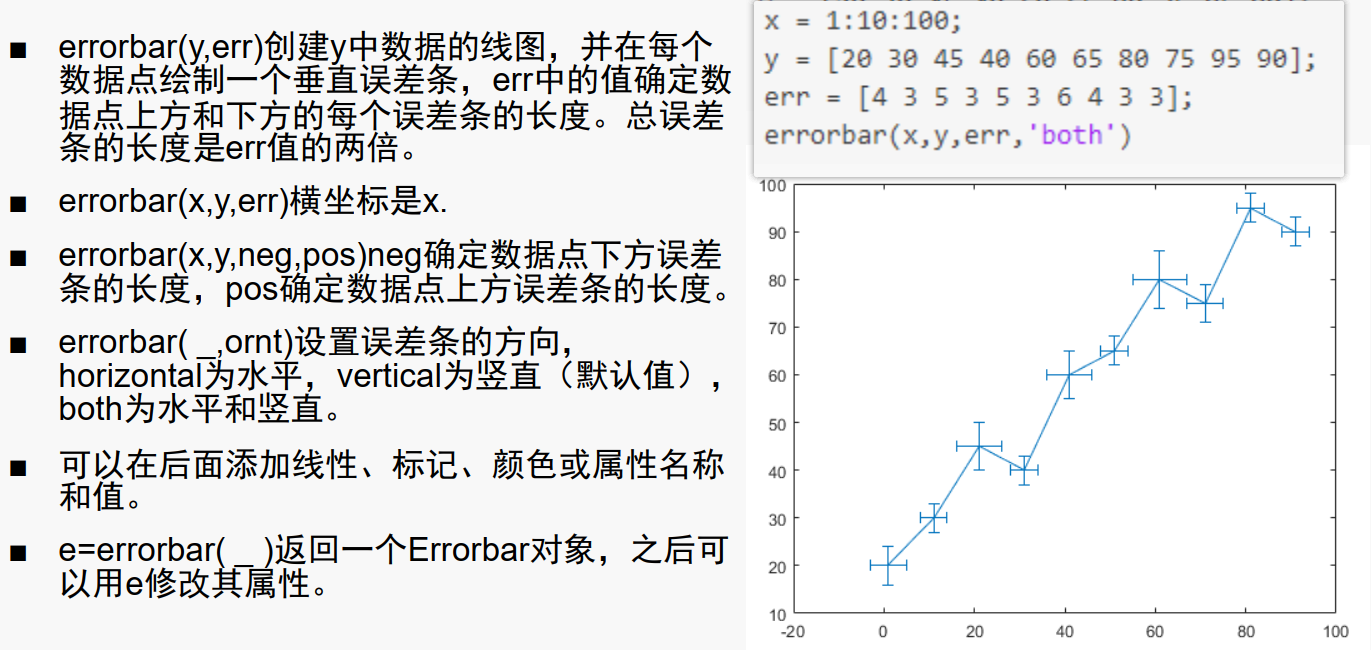 ■ errorbar(y,err)创建y中数据的线图，并在每个
数据点绘制一个垂直误差条，err中的值确定数
据点上方和下方的每个误差条的长度。总误差
条的长度是err值的两倍。
■ errorbar(x,y,err)横坐标是x.
■ errorbar(x,y,neg,pos)neg确定数据点下方误差
条的长度，pos确定数据点上方误差条的长度。
■ errorbar( _,ornt)设置误差条的方向，
horizontal为水平，vertical为竖直（默认值），
both为水平和竖直。
■ 可以在后面添加线性、标记、颜色或属性名称
和值。
■ e=errorbar( _ )返回一个Errorbar对象，之后可
以用e修改其属性。
x = 1:10:100;
y = [20 30 45 40 60 65 80 75 95 90];
err = [4 3 5 3 5 3 6 4 3 3];
errorbar(x,y,err,'both')
100
90
80
70
60
50
40
30
20
10
-20 0 20 40 60 80 100